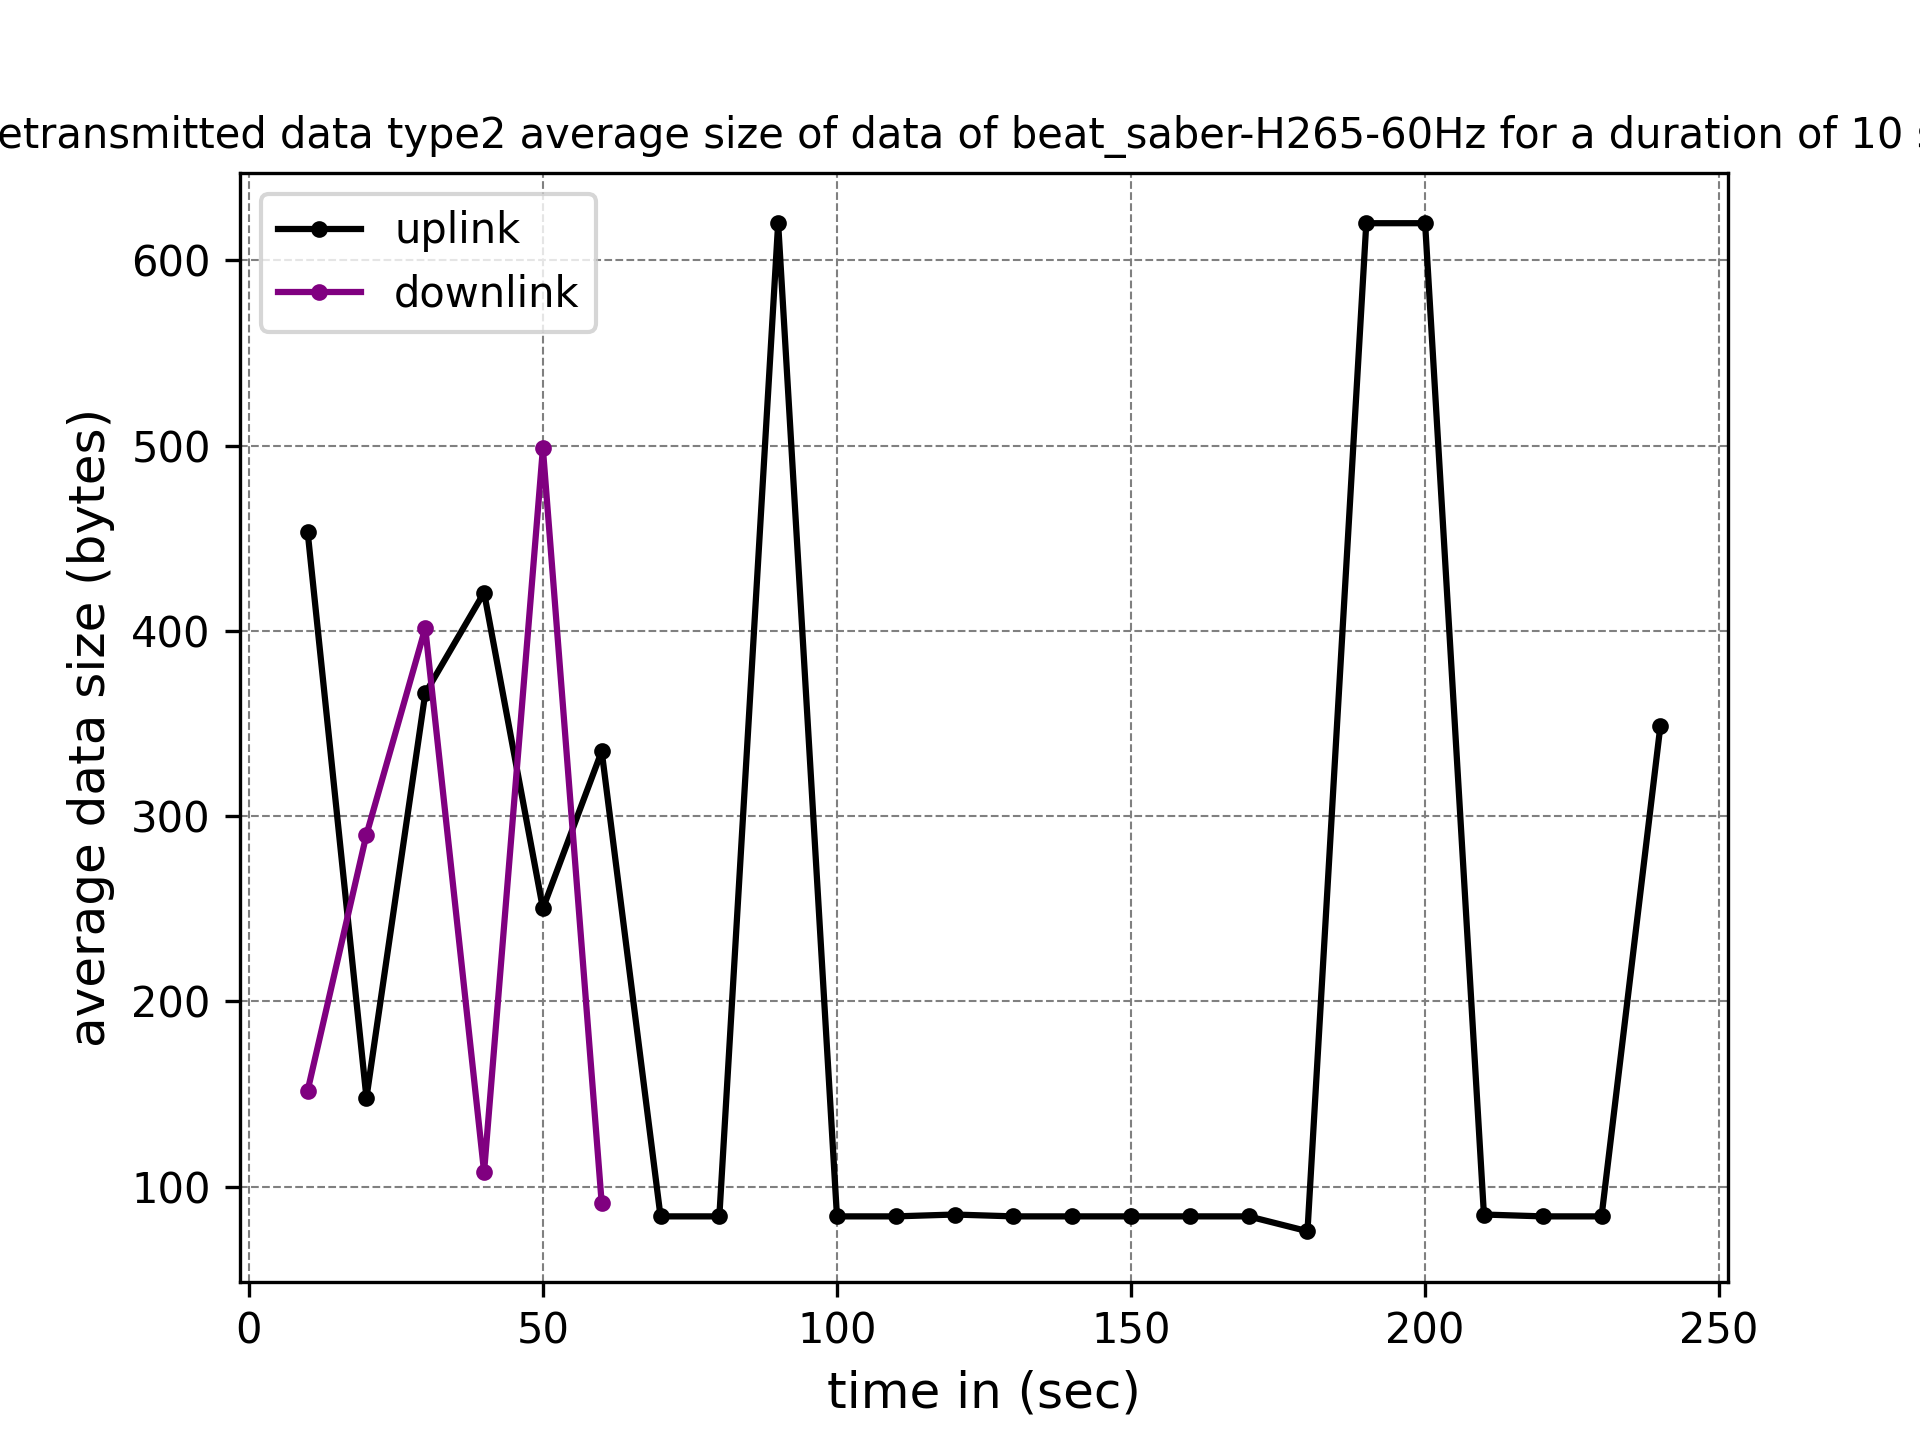 etransmitted data type2 average size of data of beat_saber-H265-60Hz for a duration of 10
uplink
downlink
600
500
400
300
200
100
average data size (bytes)
0 50 100 150 200 250
time in (sec)